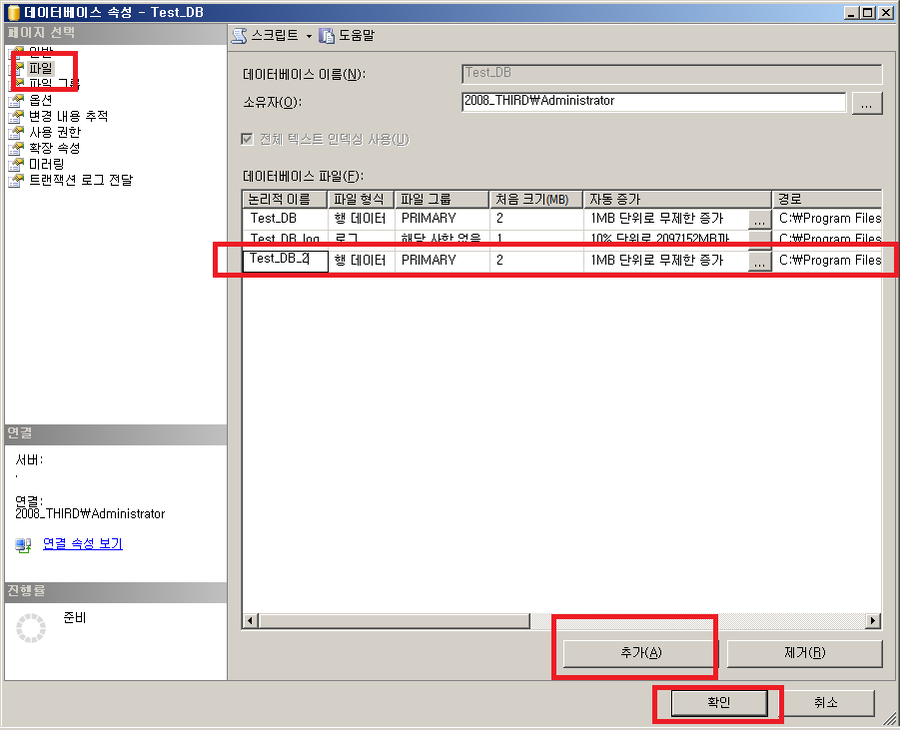 데이터베이스 속성 - Test_DB
페이지 선택
일반
파일
파일 그룹
옵션
변경 내용 추적
사용 권한
확장 속성
미러링
트랜잭션 로그 전달
스크립트 도움말
데이터베이스 이름(N): Test_DB
소유자(O): 2008_THIRD₩Administrator ...
전체 텍스트 인덱싱 사용(U)
데이터베이스 파일(F):
논리적 이름 파일 형식 파일 그룹 처음 크기(MB) 자동 증가 경로
Test_DB 행 데이터 PRIMARY 2 1MB 단위로 무제한 증가 ... C:₩Program Files
Test_DB_log 로그 해당 사항 없음 1 10% 단위로 2097152MB까 C:₩Program Files
Test_DB_2 행 데이터 PRIMARY 2 1MB 단위로 무제한 증가 ... C:₩Program Files
연결
서버:
.
연결:
2008_THIRD₩Administrator
연결 속성 보기
진행률
준비
추가(A) 제거(R)
확인 취소